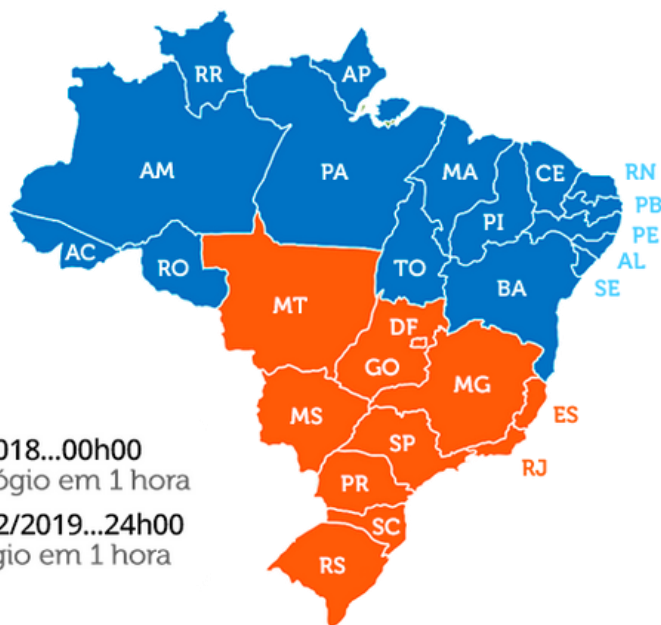 RR
AP
AM
PA
MA
CE
RN
PB
PI
PE
AC
RO
TO
AL
BA
SE
MT
DF
GO
MG
MS
ES
SP
018...00h00
RJ
ógio em 1 hora
PR
2/2019...24h00
SC
gio em 1 hora
RS